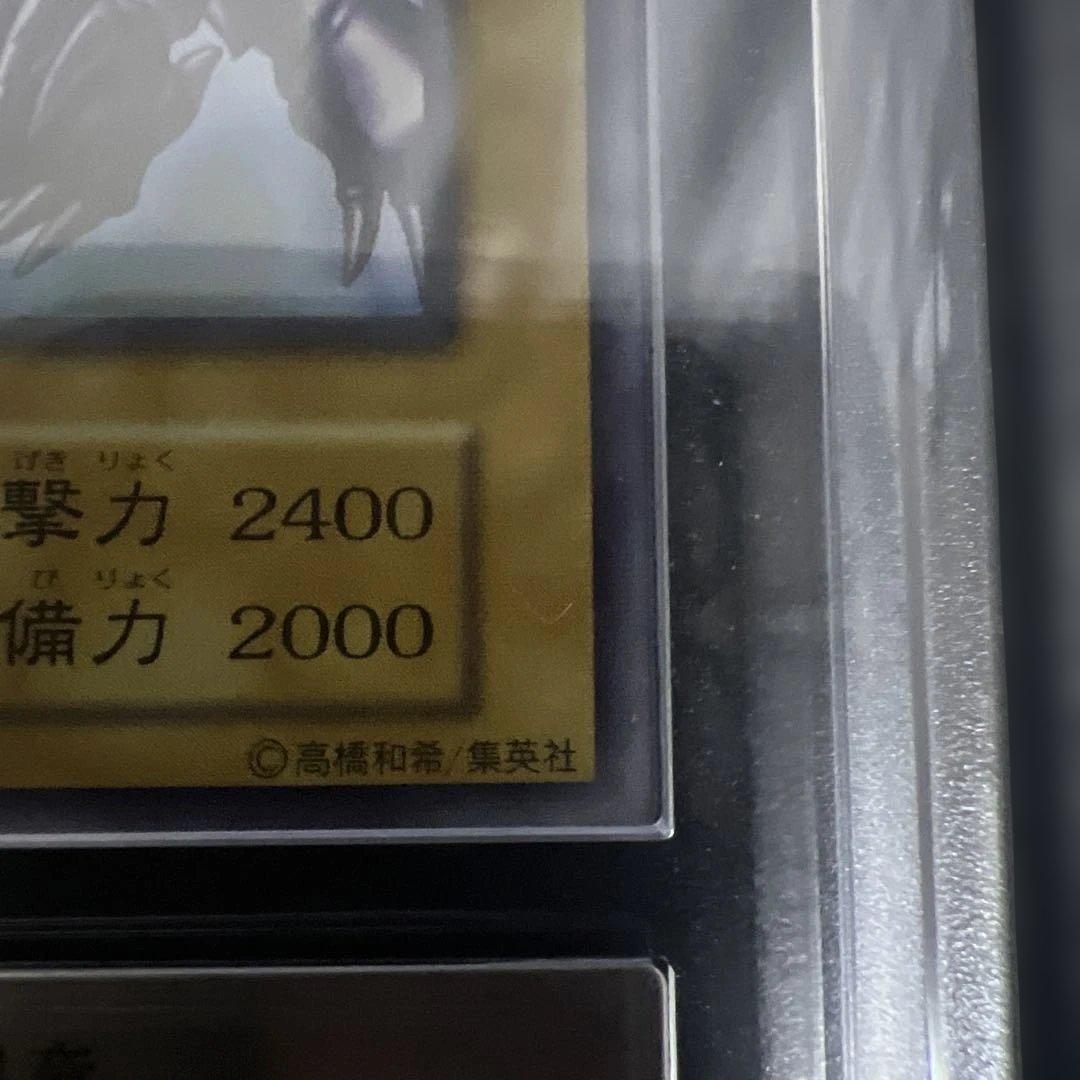 げき りょく
撃力 2400
び りょく
備力 2000
©高橋和希/集英社